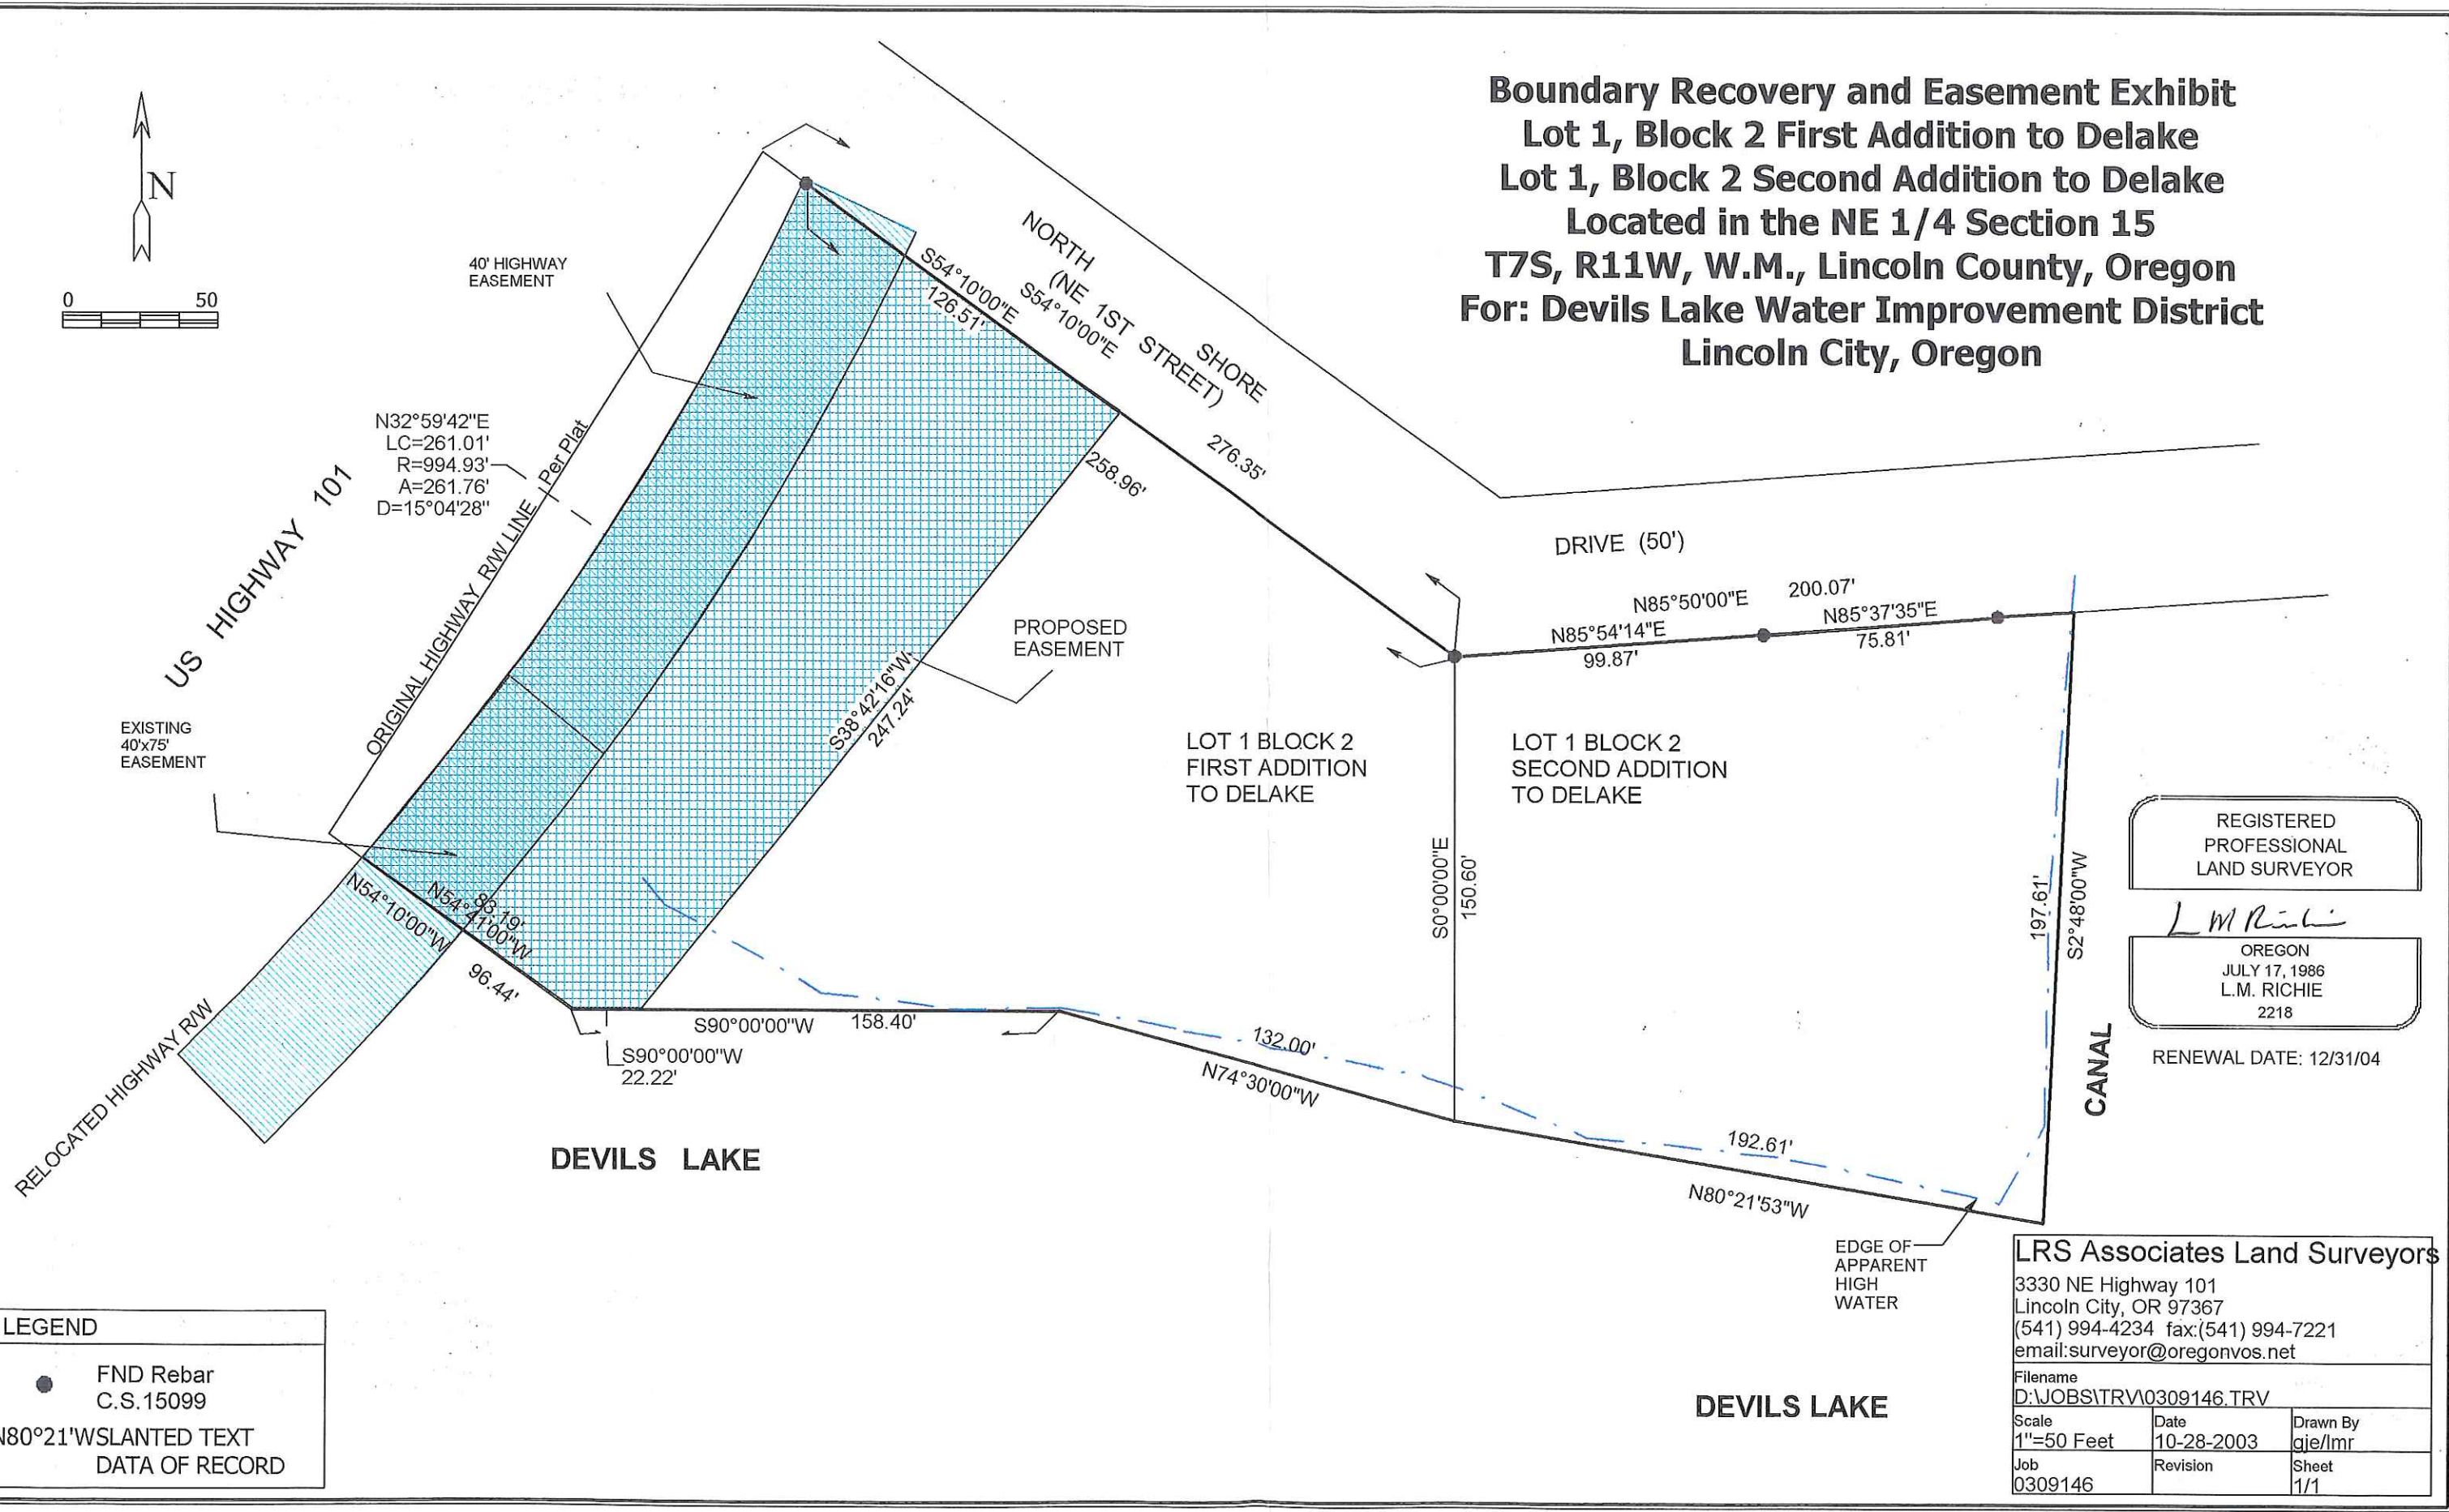 Boundary Recovery and Easement Exhibit
Lot 1, Block 2 First Addition to Delake
Lot 1, Block 2 Second Addition to Delake
Located in the NE 1/4 Section 15
T7S, R11W, W.M., Lincoln County, Oregon
For: Devils Lake Water Improvement District
Lincoln City, Oregon
N
0 50
40' HIGHWAY
EASEMENT
NORTH SHORE
(NE 1ST STREET)
S54°10'00"E
S54°10'00"E
126.51'
276.35'
258.96'
N32°59'42"E
LC=261.01'
R=994.93'
A=261.76'
D=15°04'28"
US HIGHWAY 101
ORIGINAL HIGHWAY R/W LINE Per Plat
DRIVE (50')
N85°50'00"E 200.07'
N85°54'14"E
99.87'
N85°37'35"E
75.81'
PROPOSED
EASEMENT
S38°42'16"W
247.24'
EXISTING
40'x75'
EASEMENT
LOT 1 BLOCK 2
FIRST ADDITION
TO DELAKE
LOT 1 BLOCK 2
SECOND ADDITION
TO DELAKE
S0°00'00"E
150.60'
197.61'
S2°48'00"W
CANAL
REGISTERED
PROFESSIONAL
LAND SURVEYOR
L M Richie
OREGON
JULY 17, 1986
L.M. RICHIE
2218
RENEWAL DATE: 12/31/04
N54°10'00"W
83.19'
N54°41'00"W
96.44'
S90°00'00"W 158.40'
S90°00'00"W
22.22'
132.00'
N74°30'00"W
192.61'
N80°21'53"W
RELOCATED HIGHWAY R/W
DEVILS LAKE
EDGE OF
APPARENT
HIGH
WATER
DEVILS LAKE
LEGEND
FND Rebar
C.S.15099
N80°21'WSLANTED TEXT
DATA OF RECORD
LRS Associates Land Surveyors
3330 NE Highway 101
Lincoln City, OR 97367
(541) 994-4234 fax:(541) 994-7221
email:surveyor@oregonvos.net
Filename
D:\JOBS\TRV\0309146.TRV
Scale Date Drawn By
1"=50 Feet 10-28-2003 gje/lmr
Job Revision Sheet
0309146 1/1